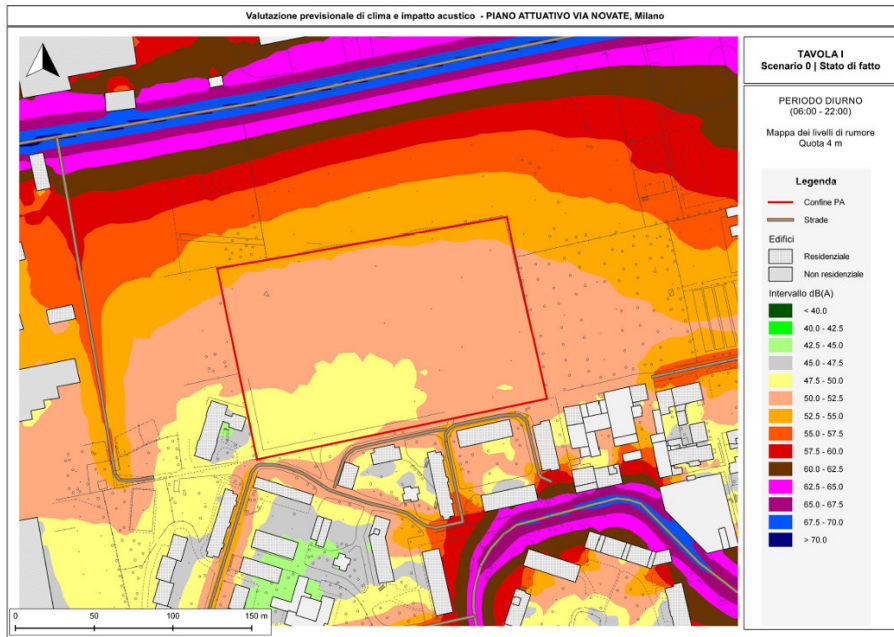 Valutazione previsionale di clima e impatto acustico - PIANO ATTUATIVO VIA NOVATE, Milano
TAVOLA I
Scenario 0 | Stato di fatto
PERIODO DIURNO
(06:00 - 22:00)
Mappa dei livelli di rumore
Quota 4 m
Legenda
Confine PA
Strade
Edifici
Residenziale
Non residenziale
Intervallo dB(A)
< 40.0
40.0 - 42.5
42.5 - 45.0
45.0 - 47.5
47.5 - 50.0
50.0 - 52.5
52.5 - 55.0
55.0 - 57.5
57.5 - 60.0
60.0 - 62.5
62.5 - 65.0
65.0 - 67.5
67.5 - 70.0
> 70.0
0 50 100 150 m